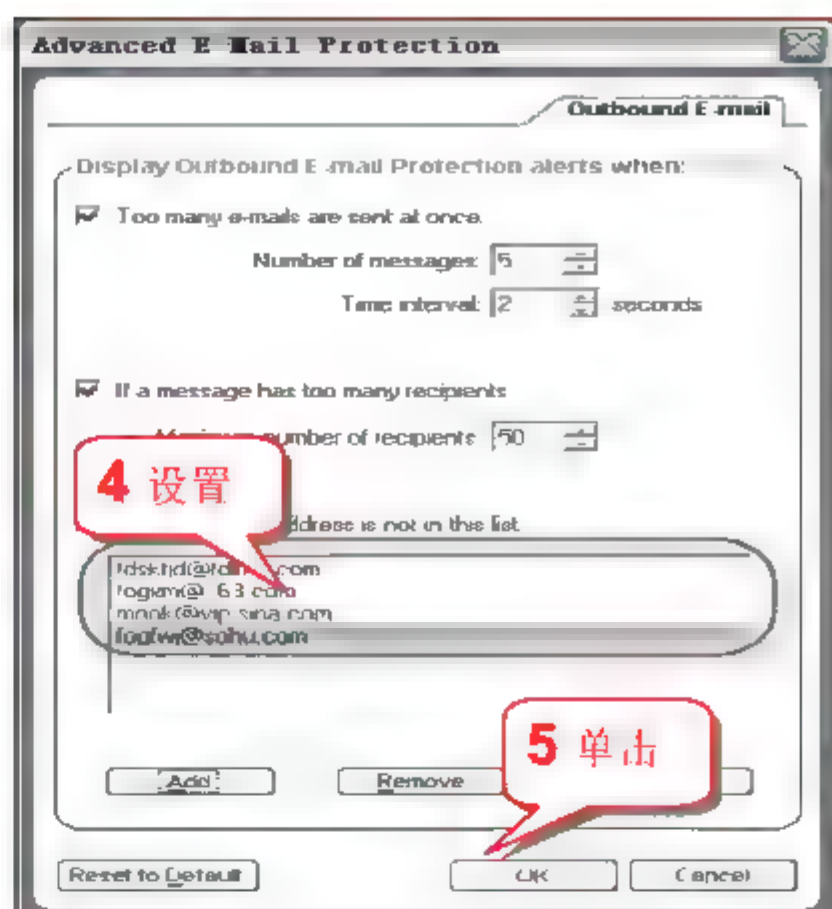 Advanced E Mail Protection
Outbound E-mail
Display Outbound E-mail Protection alerts when:
Too many e-mails are sent at once.
Number of messages: 5
Time interval: 2 seconds
If a message has too many recipients
number of recipients 50
4 设置
address is not in this list
.com
@vip.sina.com
@sohu.com
5 单击
Add
Remove
Reset to Default
OK
Cancel